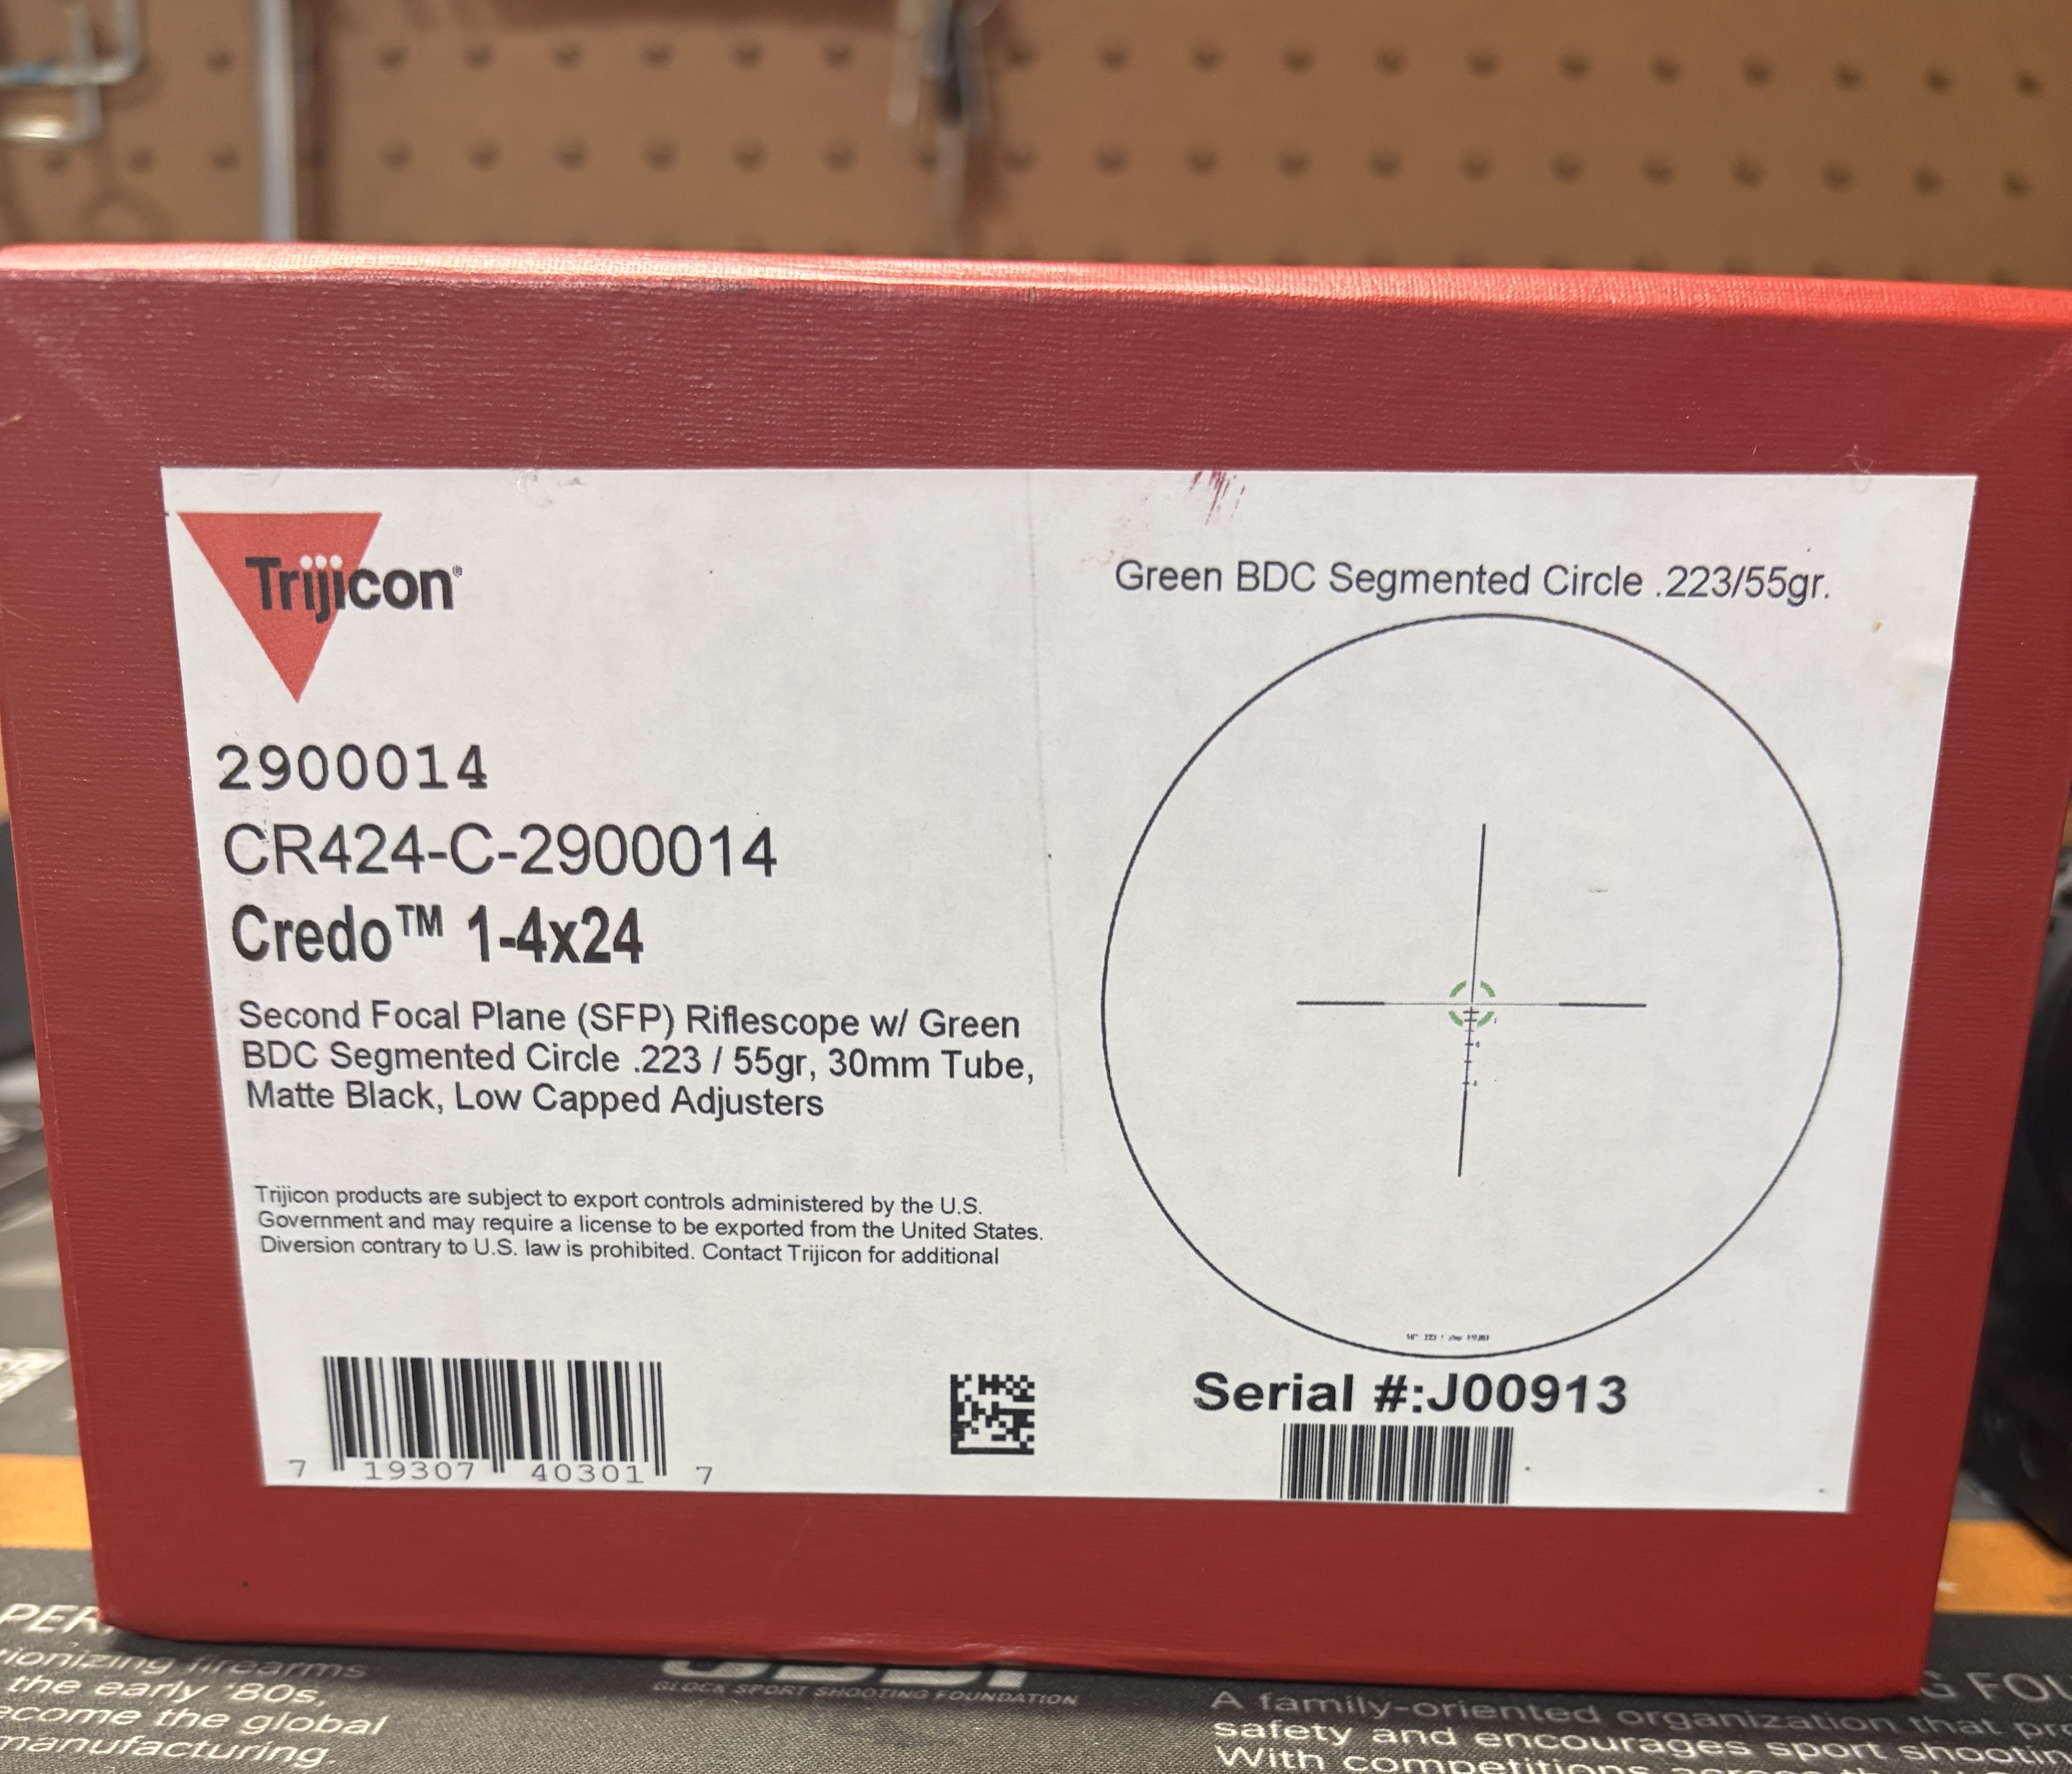 Trijicon®
2900014
CR424-C-2900014
Credo™ 1-4x24
Second Focal Plane (SFP) Riflescope w/ Green
BDC Segmented Circle .223 / 55gr, 30mm Tube,
Matte Black, Low Capped Adjusters
Trijicon products are subject to export controls administered by the U.S.
Government and may require a license to be exported from the United States.
Diversion contrary to U.S. law is prohibited. Contact Trijicon for additional
7 19307 40301 7
Green BDC Segmented Circle .223/55gr.
Serial #:J00913
firearms
the early '80s,
the global
manufacturing.
GLOCK SPORT SHOOTING FOUNDATION
A family-oriented organization that
safety and encourages sport
With